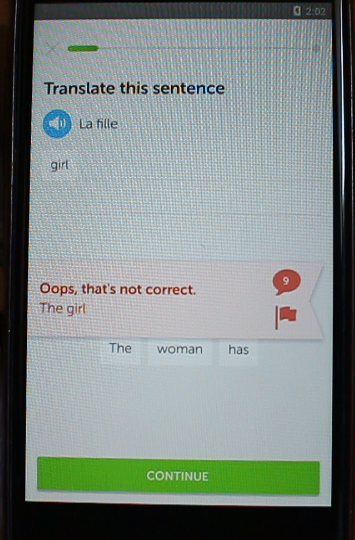 2:02
Translate this sentence
La fille
girl
9
Oops, that's not correct.
The girl
The woman has
CONTINUE